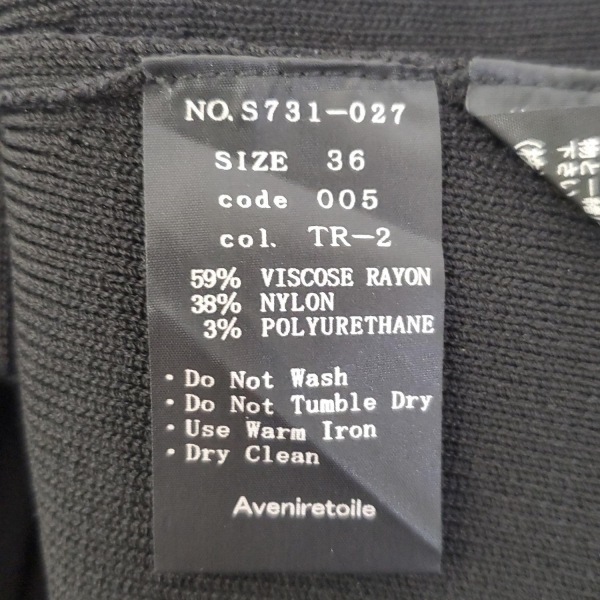 NO.S731-027
SIZE 36
code 005
col. TR-2
59% VISCOSE RAYON
38% NYLON
3% POLYURETHANE
・Do Not Wash
・Do Not Tumble Dry
・Use Warm Iron
・Dry Clean
Aveniretoile